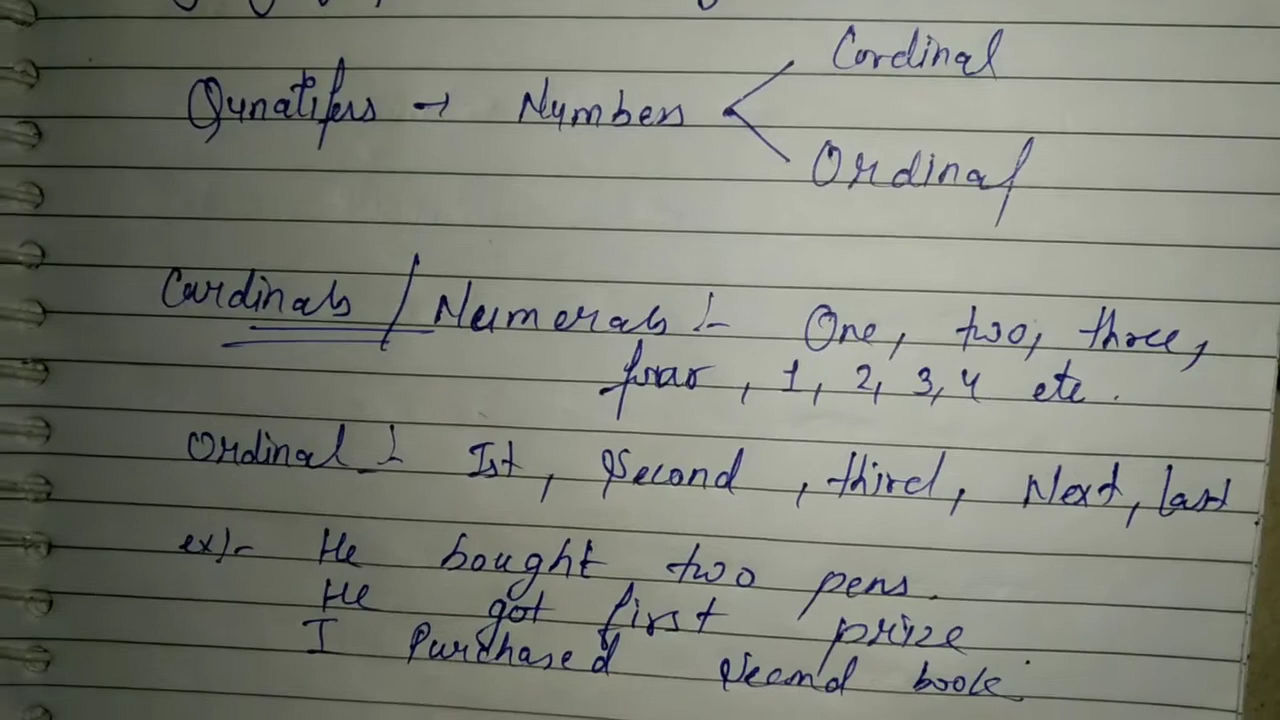 Cordinal
Qunatifers → Numbers
Ordinal
Cardinals / Numerals :- One, two, three,
four, 1, 2, 3, 4 etc.
Ordinal :- Ist, Second, third, Next, last
ex):- He bought two pens.
He got first prize
I Purchased Second book.